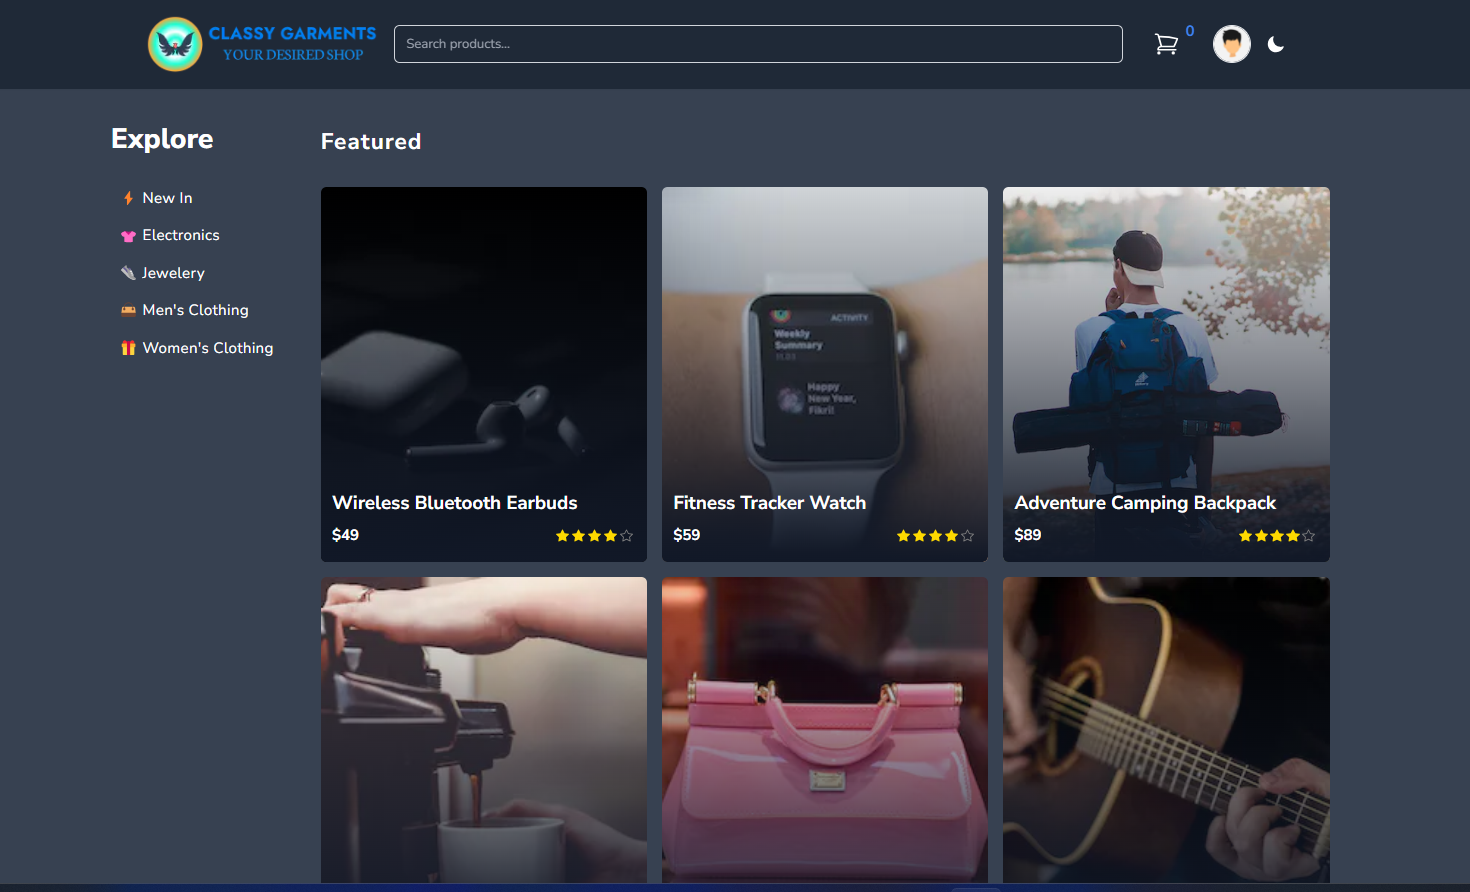 CLASSY GARMENTS
YOUR DESIRED SHOP
Search products...
0
Explore
New In
Electronics
Jewelery
Men's Clothing
Women's Clothing
Featured
ACTIVITY
Weekly
Summary
Happy
New Year,
Fikri!
Wireless Bluetooth Earbuds
$49
Fitness Tracker Watch
$59
Adventure Camping Backpack
$89